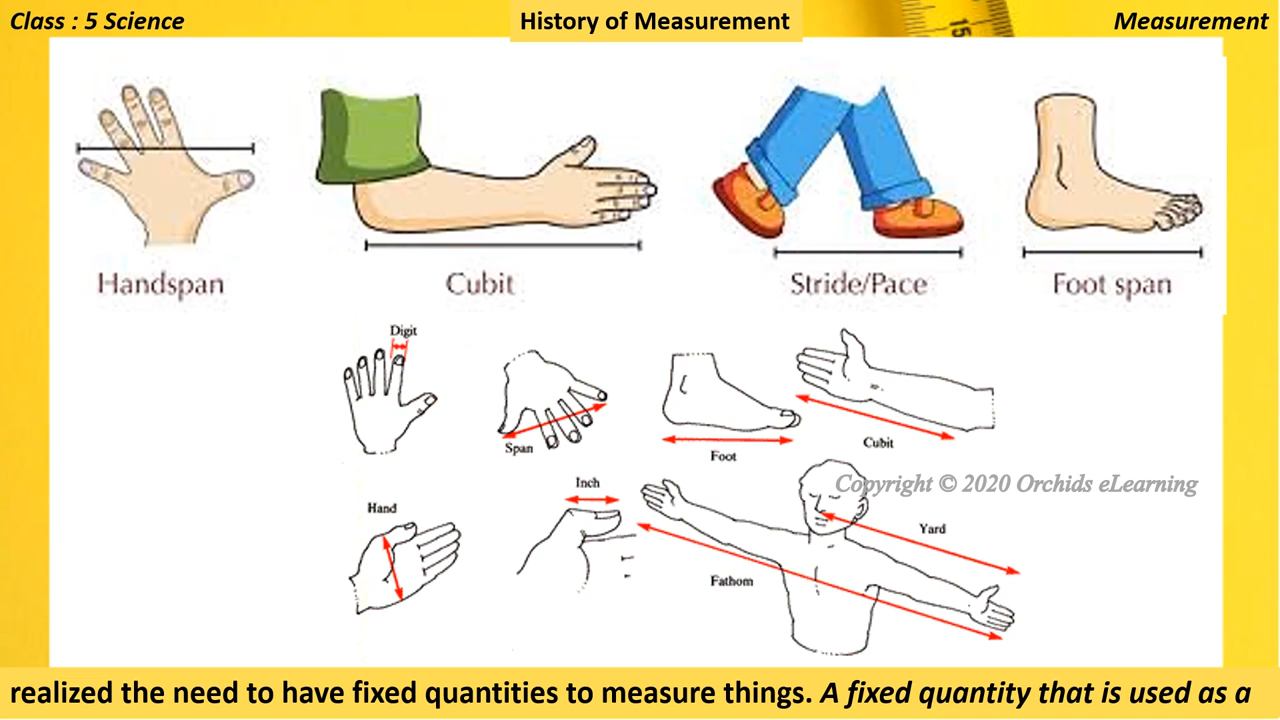 Class : 5 Science
History of Measurement
Measurement
15
Handspan
Cubit
Stride/Pace
Foot span
Digit
Span
Foot
Cubit
Copyright © 2020 Orchids eLearning
Hand
Inch
Yard
Fathom
realized the need to have fixed quantities to measure things. A fixed quantity that is used as a